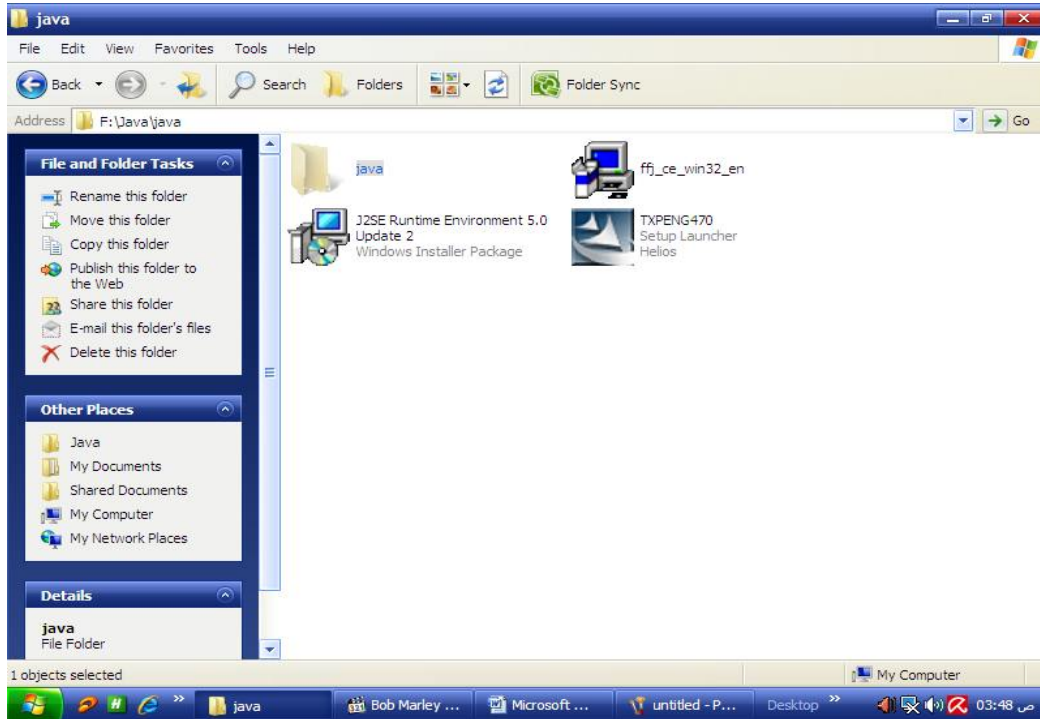 java
File Edit View Favorites Tools Help
Back Search Folders Folder Sync
Address F:\Java\java Go
File and Folder Tasks
Rename this folder
Move this folder
Copy this folder
Publish this folder to
the Web
Share this folder
E-mail this folder's files
Delete this folder
Other Places
Java
My Documents
Shared Documents
My Computer
My Network Places
Details
java
File Folder
java
ffj_ce_win32_en
J2SE Runtime Environment 5.0
Update 2
Windows Installer Package
TXPENG470
Setup Launcher
Helios
1 objects selected
My Computer
java
Bob Marley ...
Microsoft ...
untitled - P...
Desktop
03:48 ص